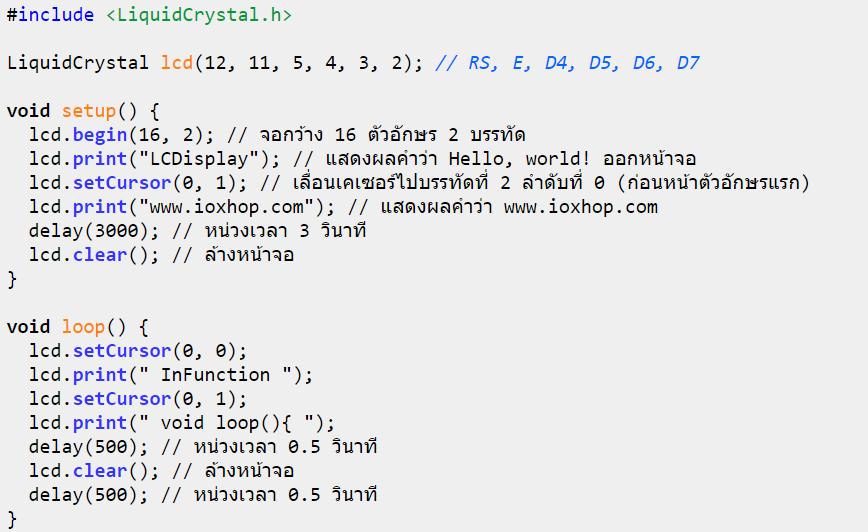 #include <LiquidCrystal.h>
LiquidCrystal lcd(12, 11, 5, 4, 3, 2); // RS, E, D4, D5, D6, D7
void setup() {
lcd.begin(16, 2); // จอกว้าง 16 ตัวอักษร 2 บรรทัด
lcd.print("LCDisplay"); // แสดงผลคำว่า Hello, world! ออกหน้าจอ
lcd.setCursor(0, 1); // เลื่อนเคเซอร์ไปบรรทัดที่ 2 ลำดับที่ 0 (ก่อนหน้าตัวอักษรแรก)
lcd.print("www.ioxhop.com"); // แสดงผลคำว่า www.ioxhop.com
delay(3000); // หน่วงเวลา 3 วินาที
lcd.clear(); // ล้างหน้าจอ
}
void loop() {
lcd.setCursor(0, 0);
lcd.print(" InFunction ");
lcd.setCursor(0, 1);
lcd.print(" void loop(){ ");
delay(500); // หน่วงเวลา 0.5 วินาที
lcd.clear(); // ล้างหน้าจอ
delay(500); // หน่วงเวลา 0.5 วินาที
}